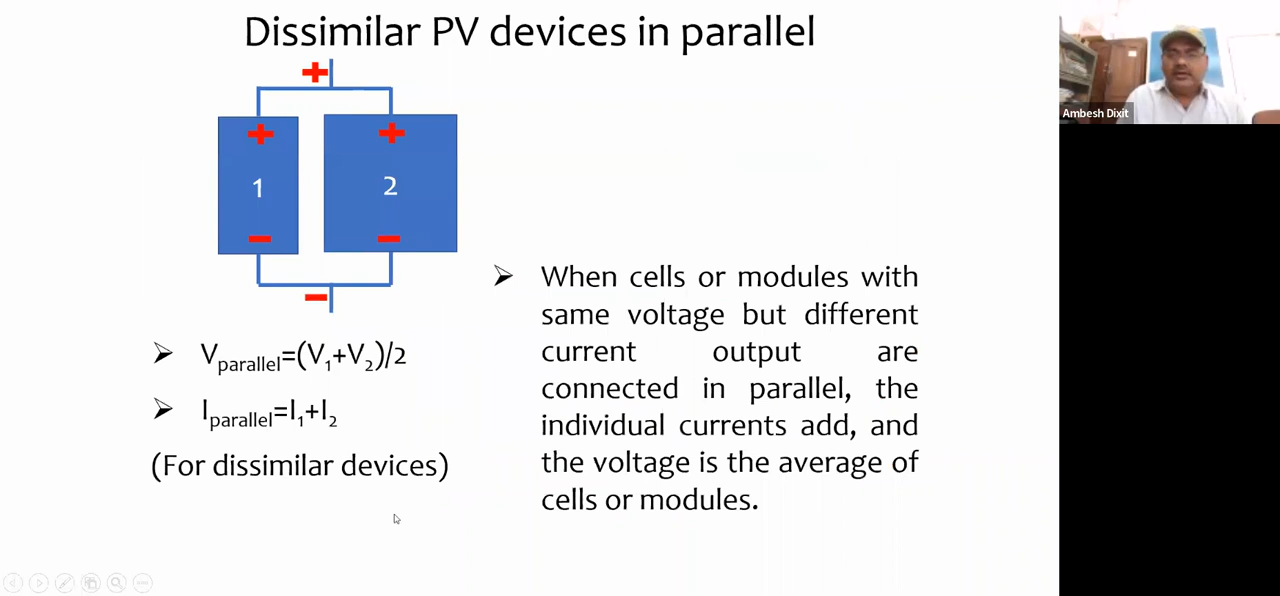 Dissimilar PV devices in parallel
+
+ +
1 2
− −
−
➢ V_parallel=(V₁+V₂)/2
➢ I_parallel=I₁+I₂
(For dissimilar devices)
➢ When cells or modules with
same voltage but different
current output are
connected in parallel, the
individual currents add, and
the voltage is the average of
cells or modules.
Ambesh Dixit